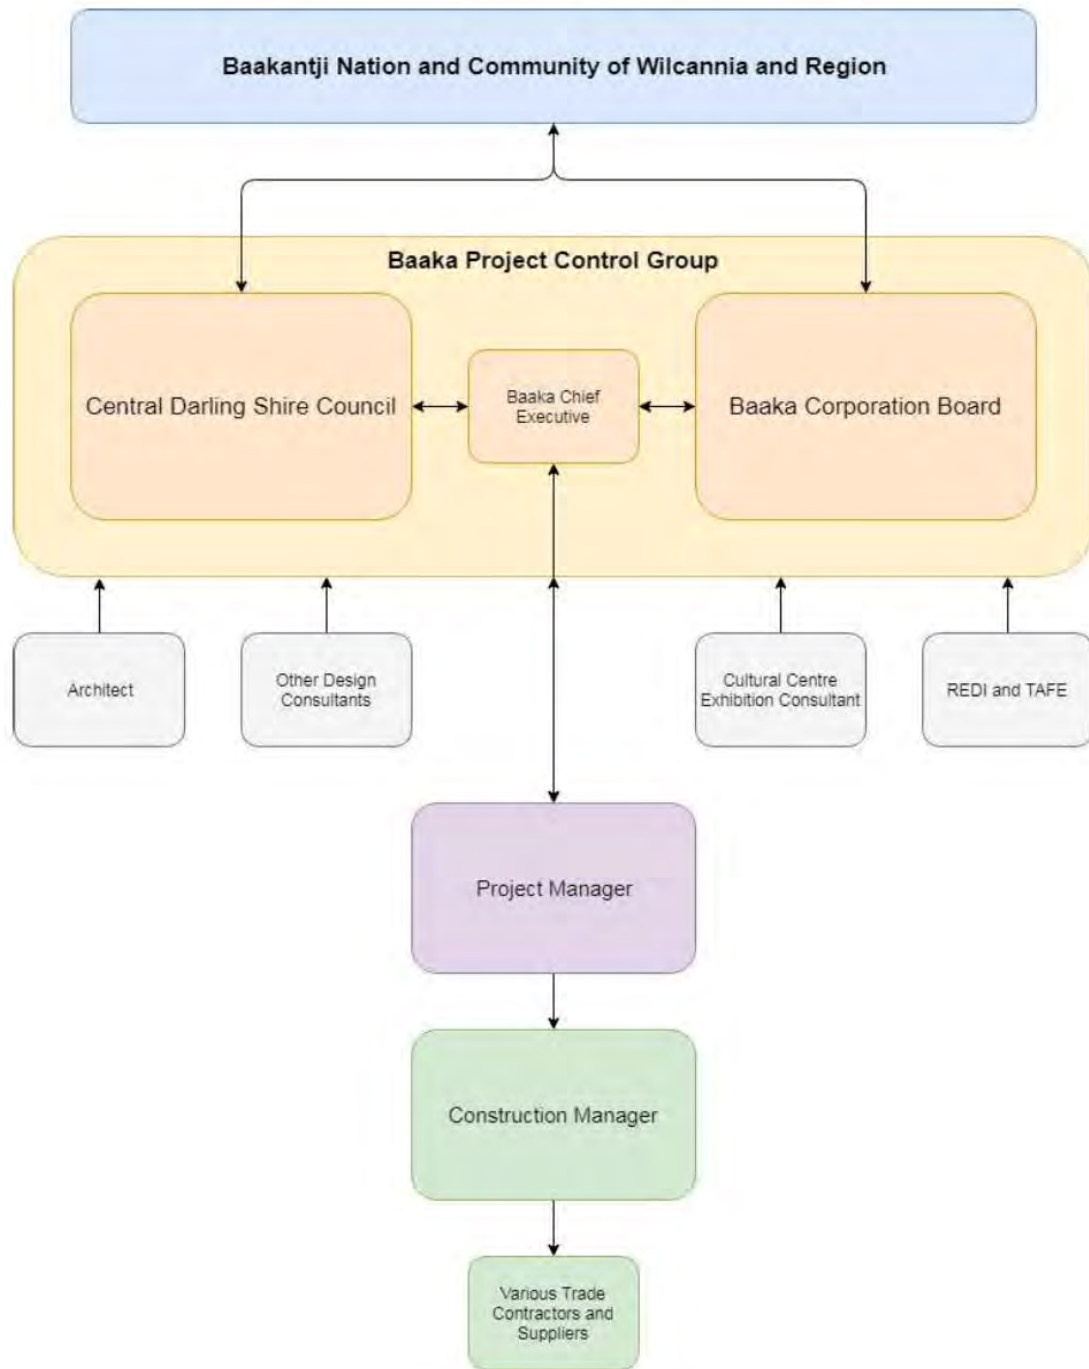 Baakantji Nation and Community of Wilcannia and Region
Baaka Project Control Group
Central Darling Shire Council
Baaka Chief
Executive
Baaka Corporation Board
Architect
Other Design
Consultants
Cultural Centre
Exhibition Consultant
REDI and TAFE
Project Manager
Construction Manager
Various Trade
Contractors and
Suppliers